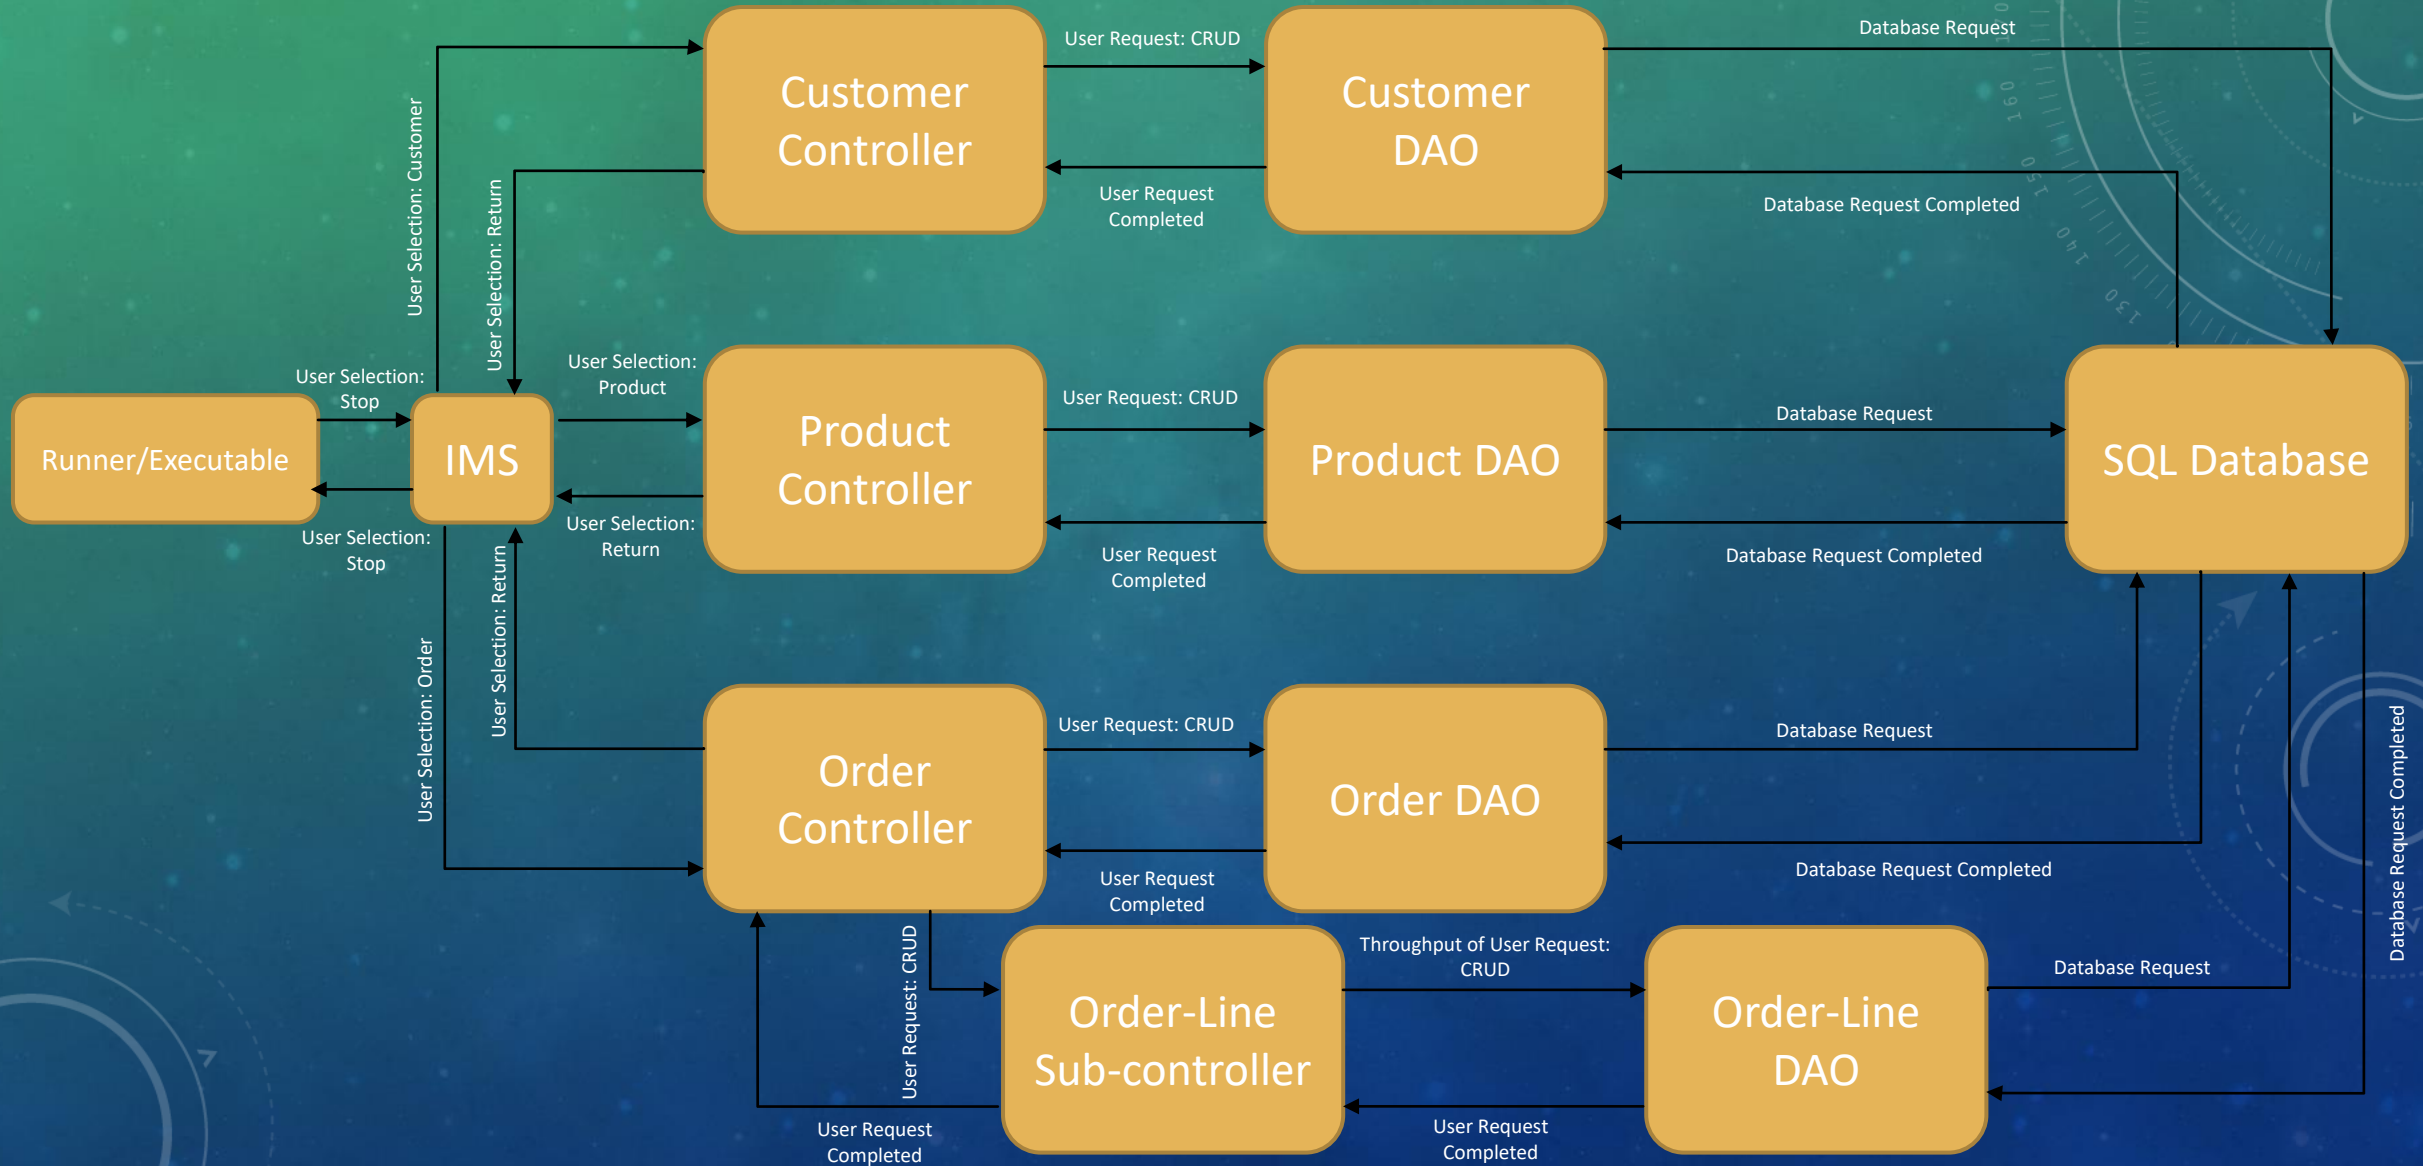 User Request: CRUD
Database Request
Customer
Controller
Customer
DAO
User Selection: Customer
User Selection: Return
User Request
Completed
Database Request Completed
170
160
150
140
130
User Selection:
Stop
User Selection:
Product
User Request: CRUD
Database Request
Runner/Executable
IMS
Product
Controller
Product DAO
SQL Database
User Selection:
Stop
User Selection:
Return
User Request
Completed
Database Request Completed
User Selection: Return
User Selection: Order
User Request: CRUD
Database Request
Order
Controller
Order DAO
Database Request Completed
User Request
Completed
Database Request Completed
User Request: CRUD
Throughput of User Request:
CRUD
Database Request
Order-Line
Sub-controller
Order-Line
DAO
User Request
Completed
User Request
Completed